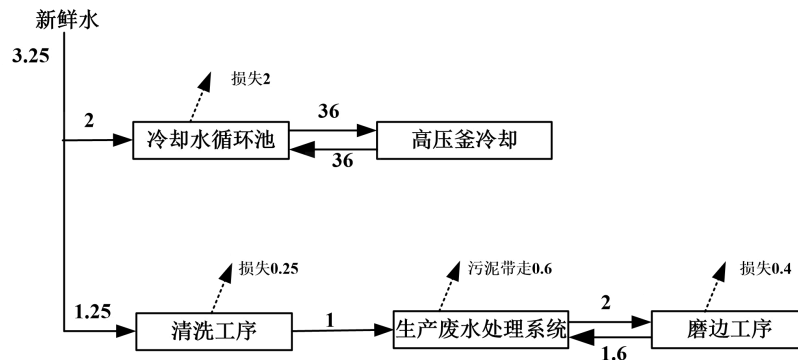 新鲜水
3.25
损失2
2
36
冷却水循环池
高压釜冷却
36
损失0.25
污泥带走0.6
损失0.4
1.25
1
2
清洗工序
生产废水处理系统
磨边工序
1.6